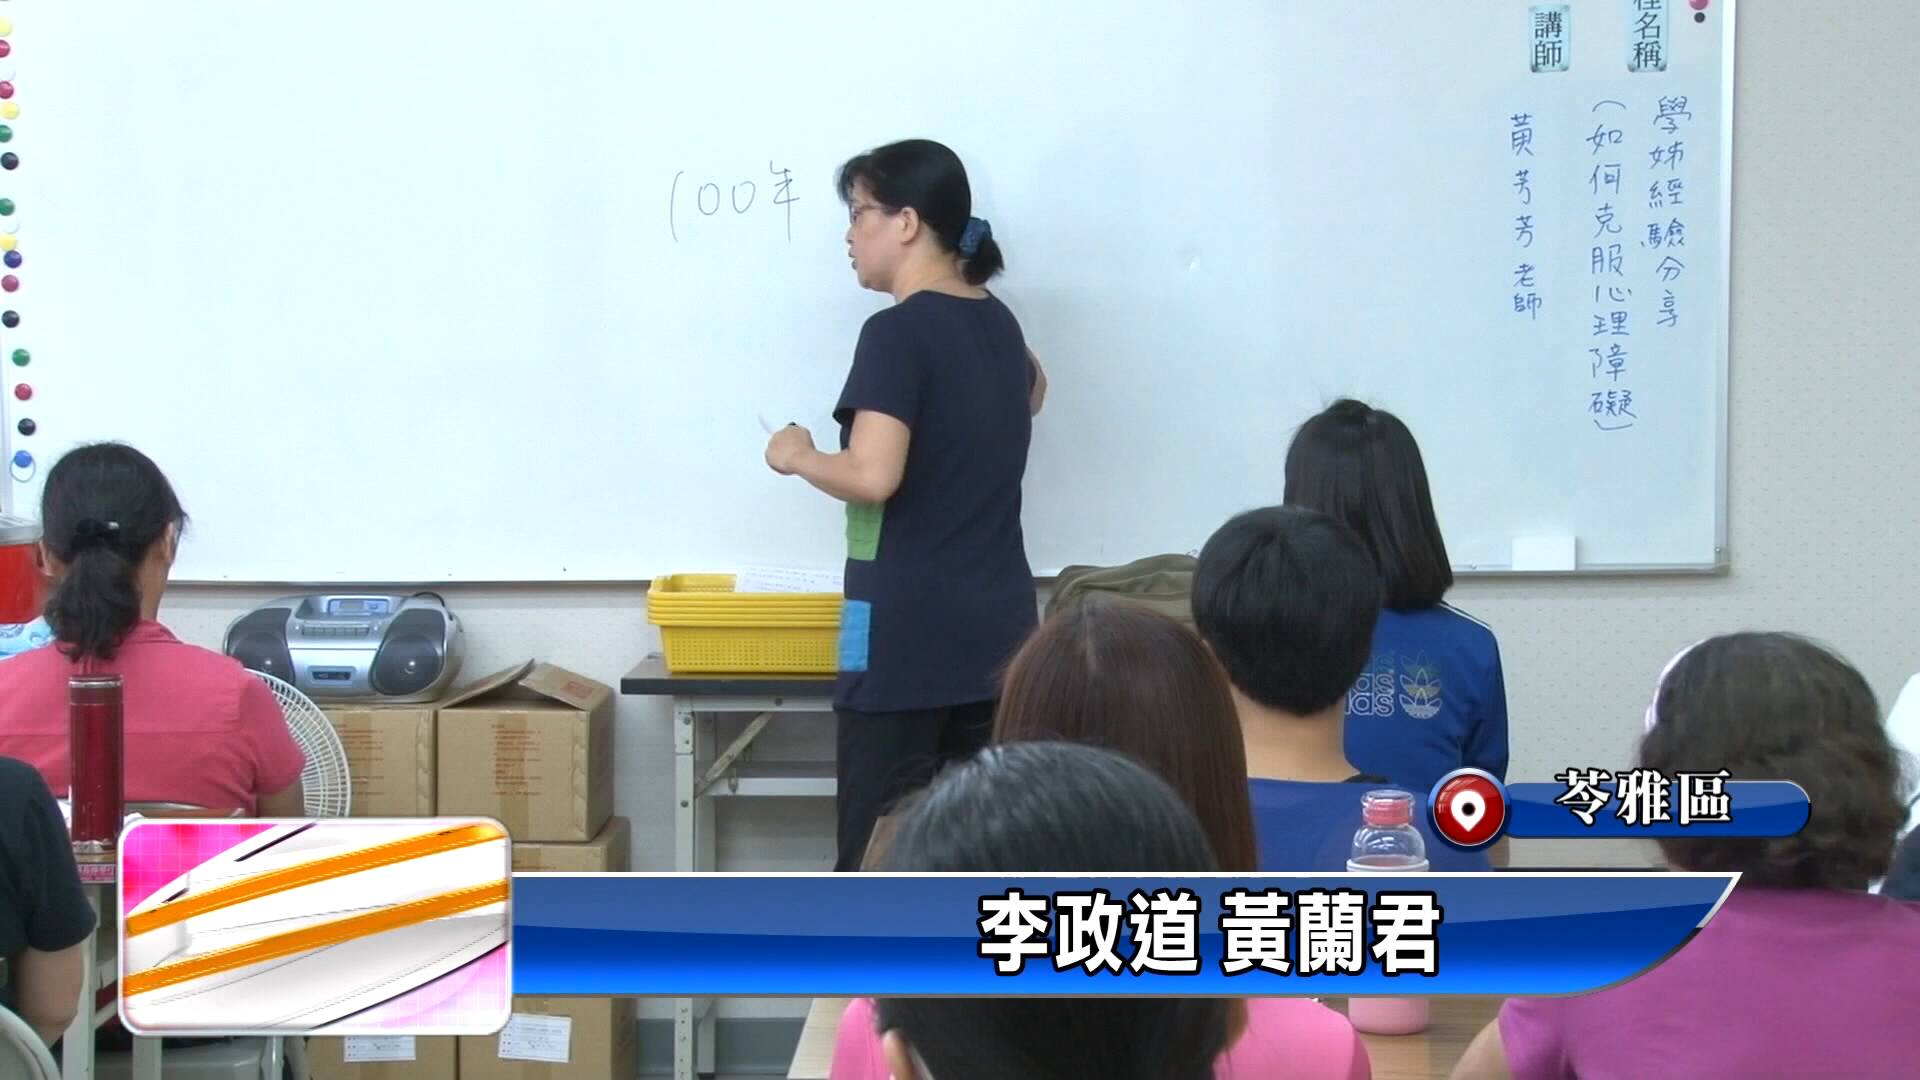 程名稱
學姊經驗分享
(如何克服心理障礙)
講師
黃芳芳老師
100年
adidas
苓雅區
李政道 黃蘭君